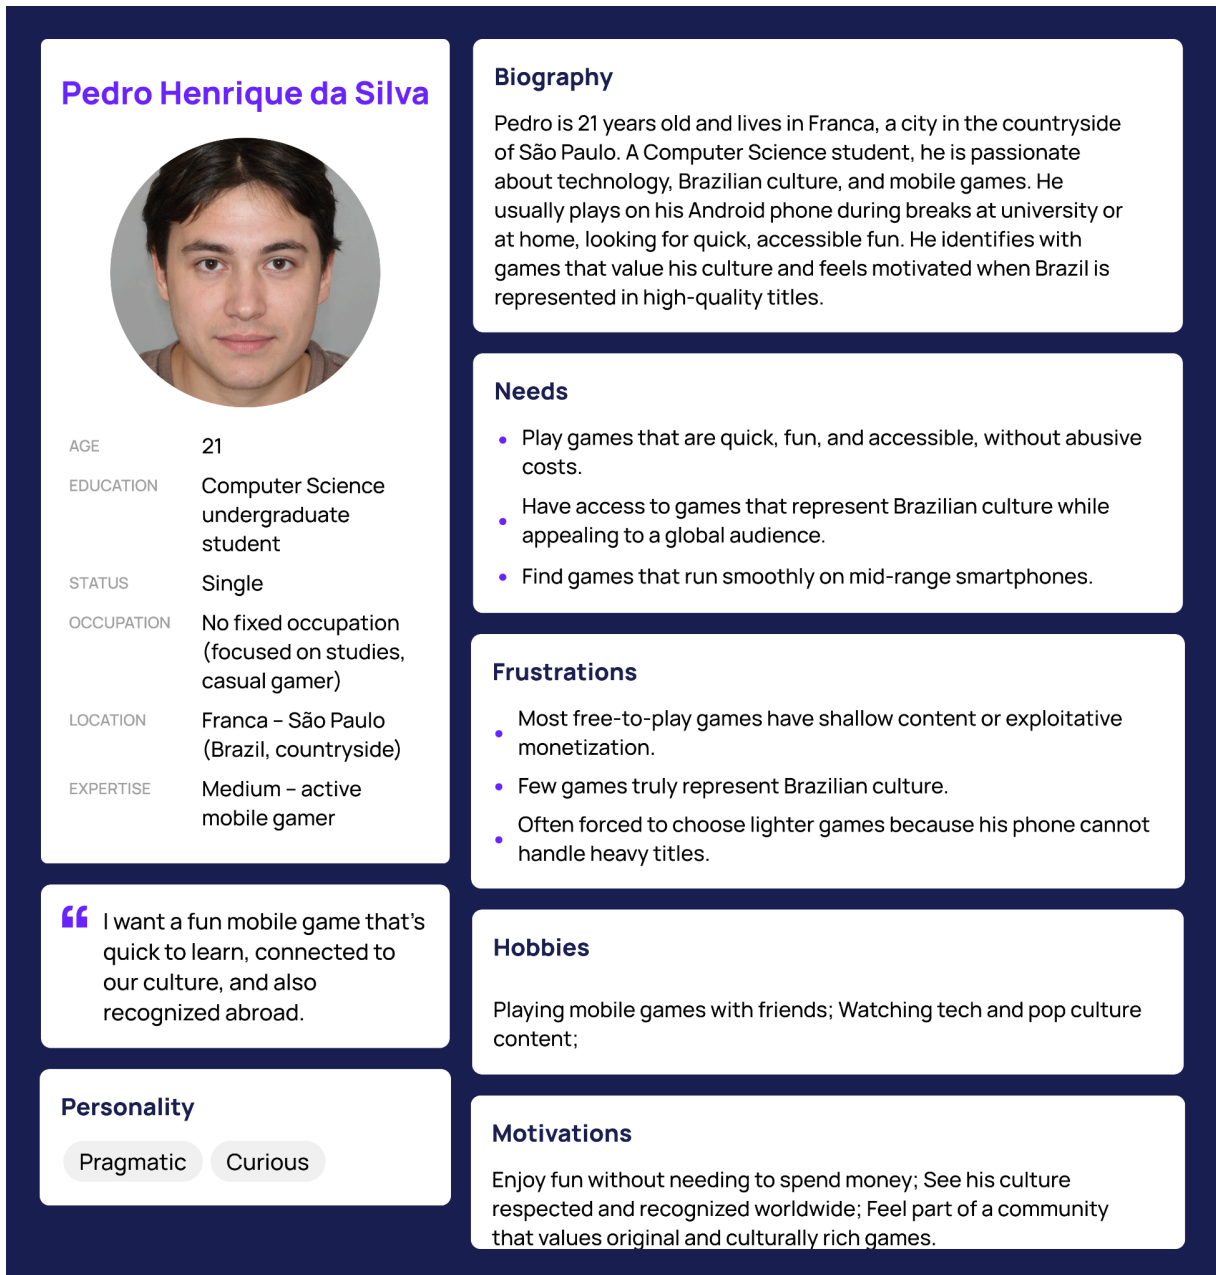 Pedro Henrique da Silva
AGE 21
EDUCATION Computer Science
undergraduate
student
STATUS Single
OCCUPATION No fixed occupation
(focused on studies,
casual gamer)
LOCATION Franca – São Paulo
(Brazil, countryside)
EXPERTISE Medium – active
mobile gamer
“ I want a fun mobile game that’s
quick to learn, connected to
our culture, and also
recognized abroad.
Personality
Pragmatic Curious
Biography
Pedro is 21 years old and lives in Franca, a city in the countryside
of São Paulo. A Computer Science student, he is passionate
about technology, Brazilian culture, and mobile games. He
usually plays on his Android phone during breaks at university or
at home, looking for quick, accessible fun. He identifies with
games that value his culture and feels motivated when Brazil is
represented in high-quality titles.
Needs
• Play games that are quick, fun, and accessible, without abusive
costs.
• Have access to games that represent Brazilian culture while
appealing to a global audience.
• Find games that run smoothly on mid-range smartphones.
Frustrations
• Most free-to-play games have shallow content or exploitative
monetization.
• Few games truly represent Brazilian culture.
• Often forced to choose lighter games because his phone cannot
handle heavy titles.
Hobbies
Playing mobile games with friends; Watching tech and pop culture
content;
Motivations
Enjoy fun without needing to spend money; See his culture
respected and recognized worldwide; Feel part of a community
that values original and culturally rich games.